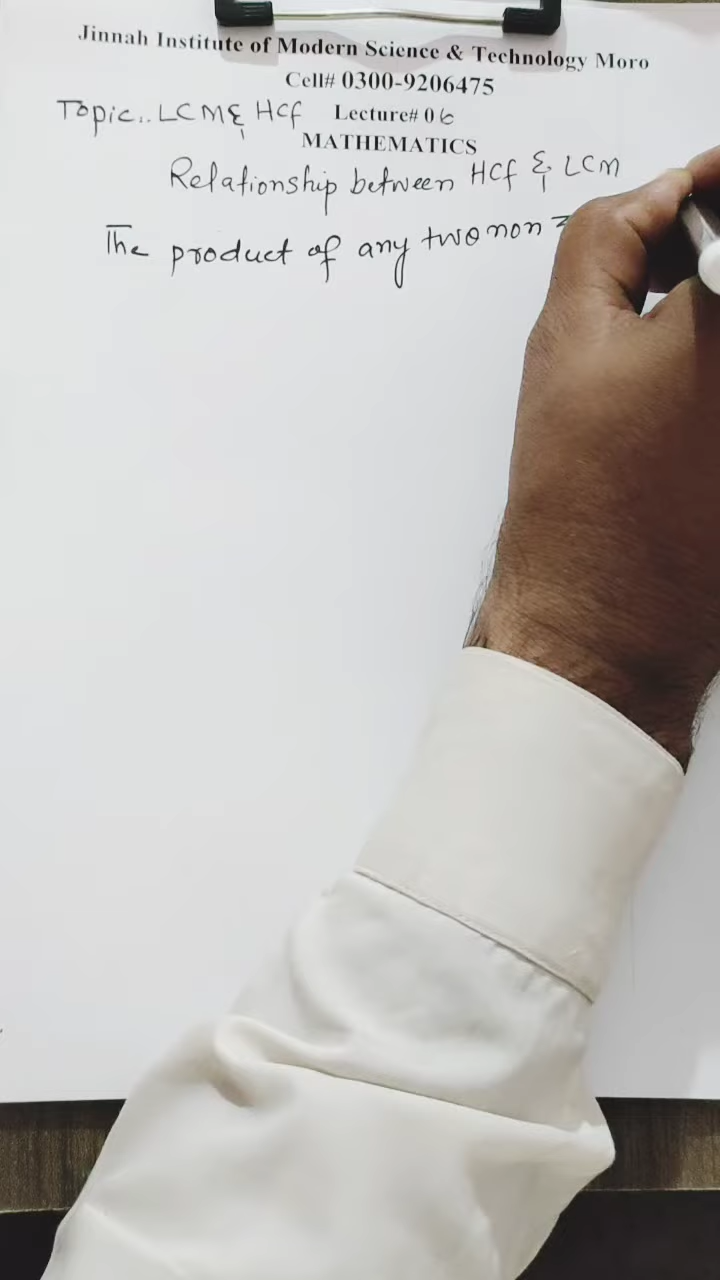 Jinnah Institute of Modern Science & Technology Moro
Cell# 0300-9206475
Topic.. LCM & HCf Lecture# 06
MATHEMATICS
Relationship between HCf & LCM
The product of any two non